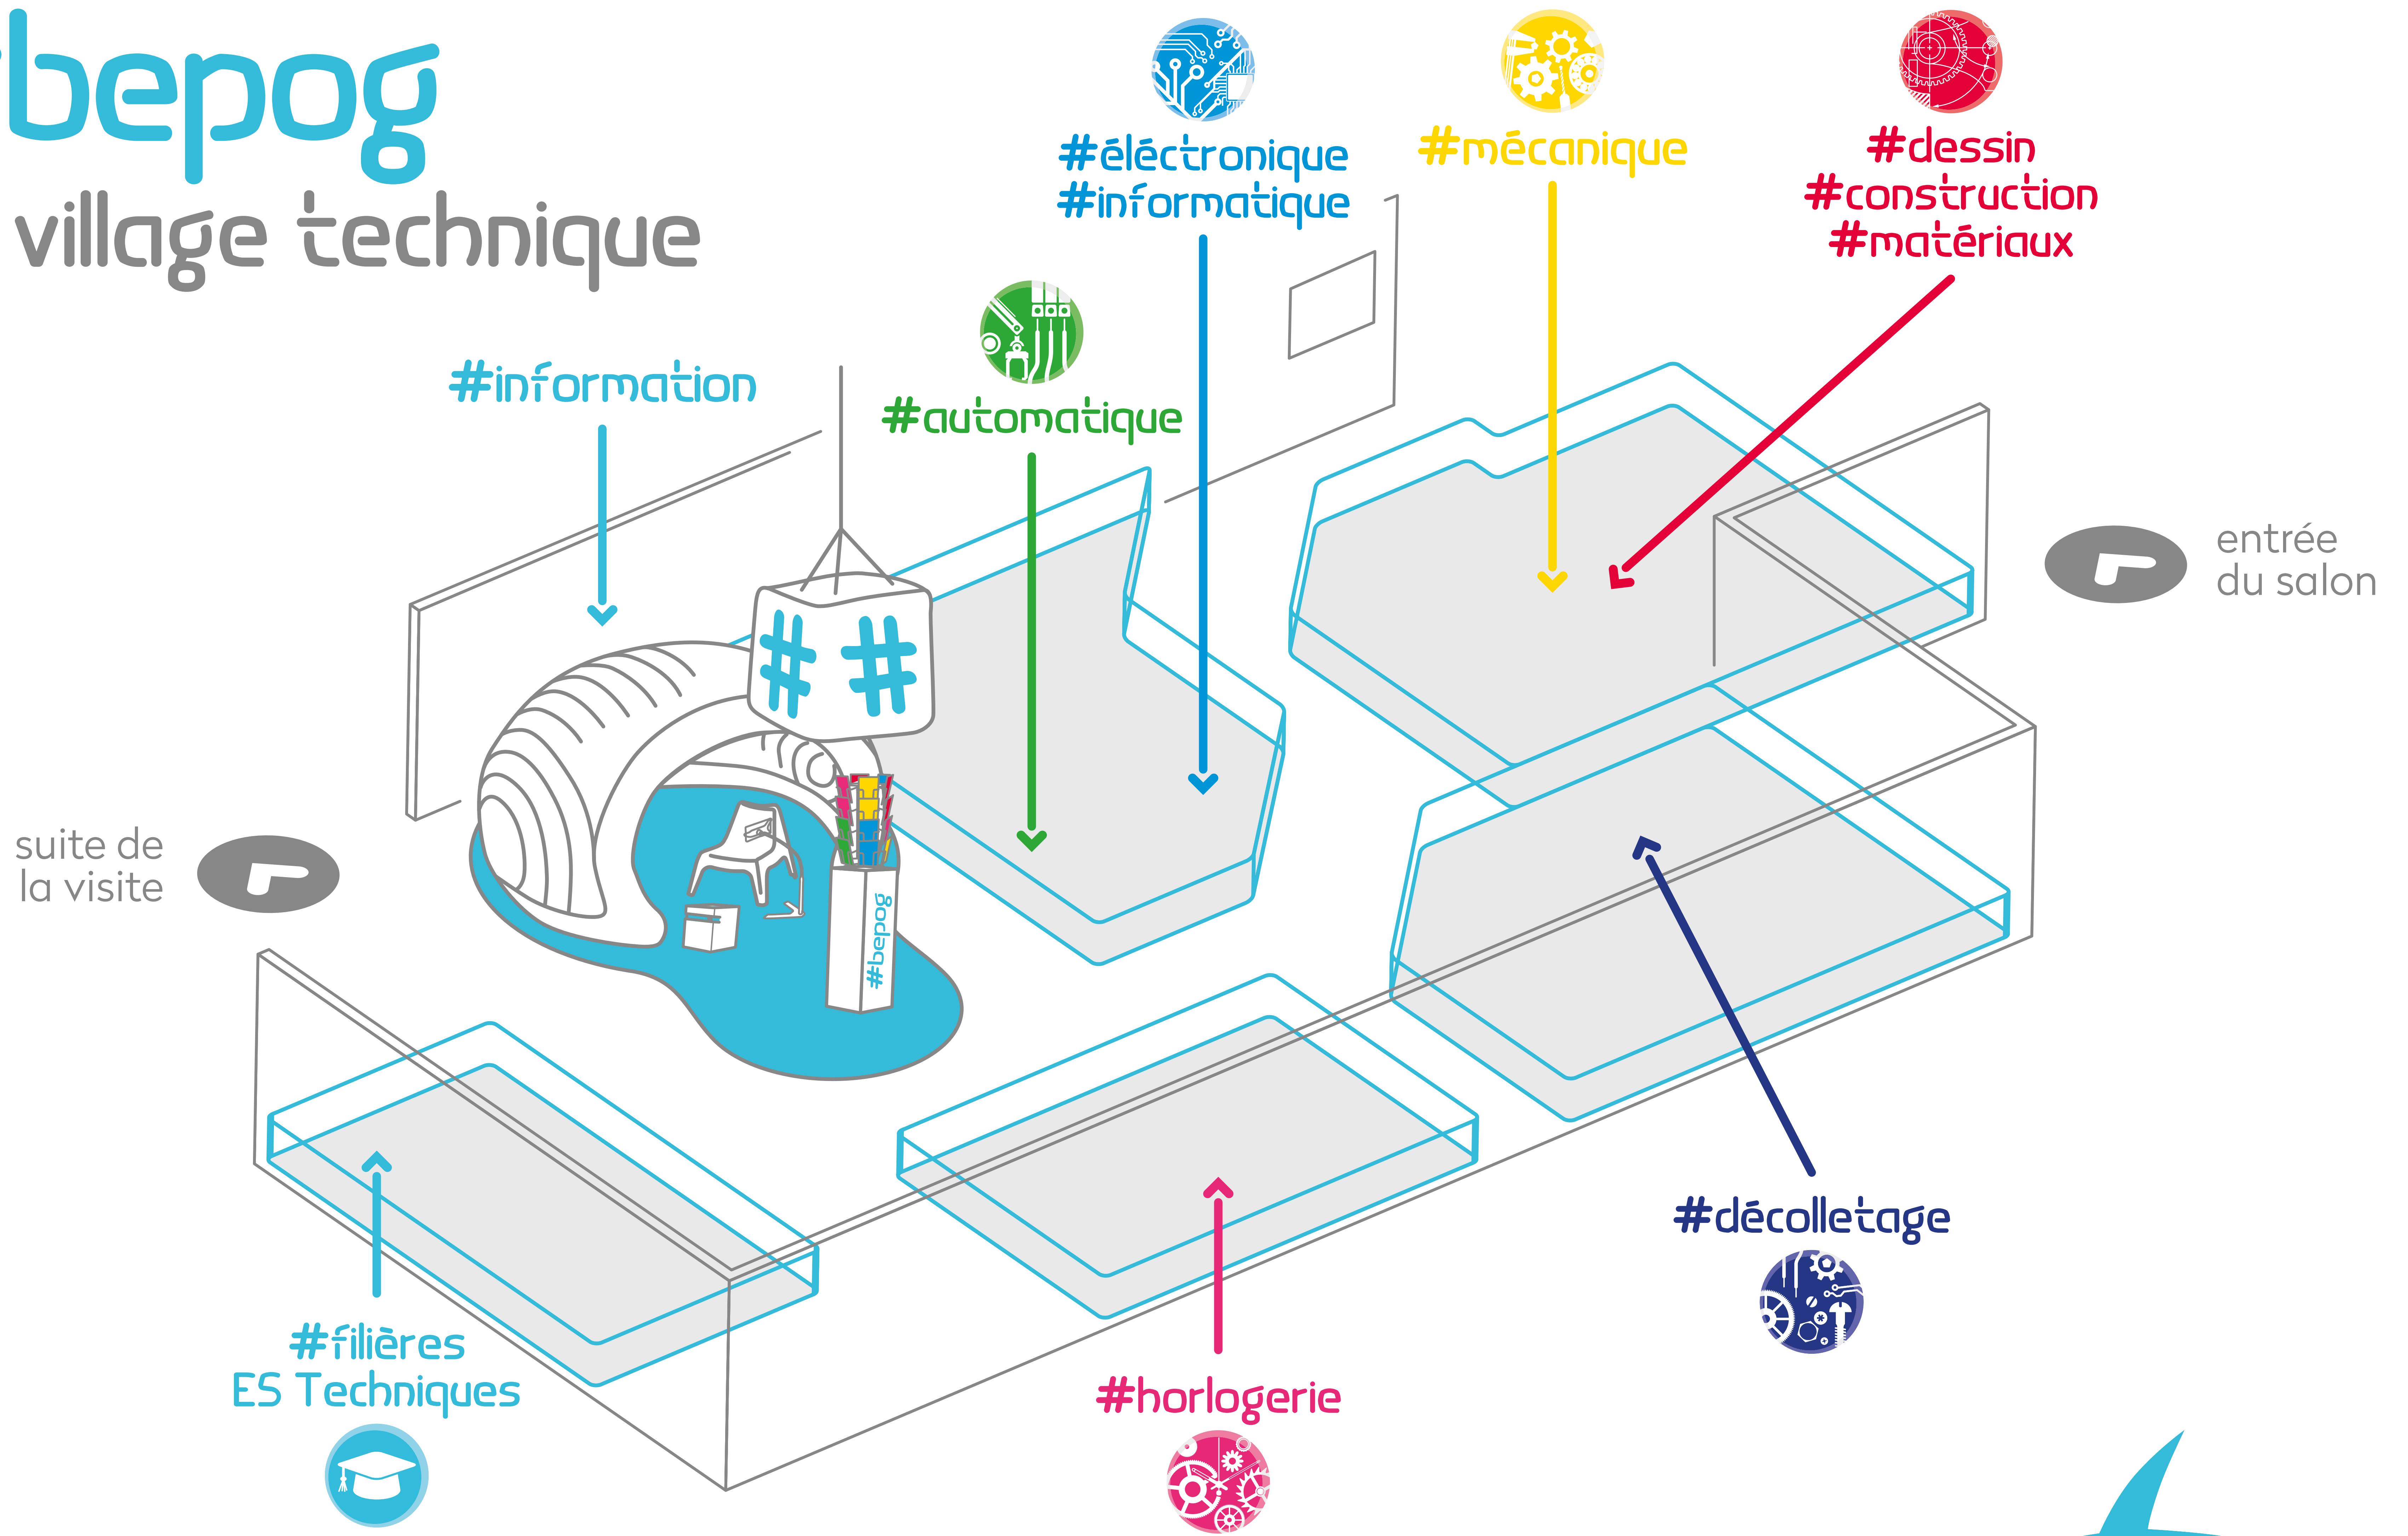 bepog
village technique
#éléctronique
#informatique
#mécanique
#dessin
#construction
#matériaux
#information
#automatique
entrée
du salon
suite de
la visite
# #
#bepog
#décolletage
#filières
ES Techniques
#horlogerie